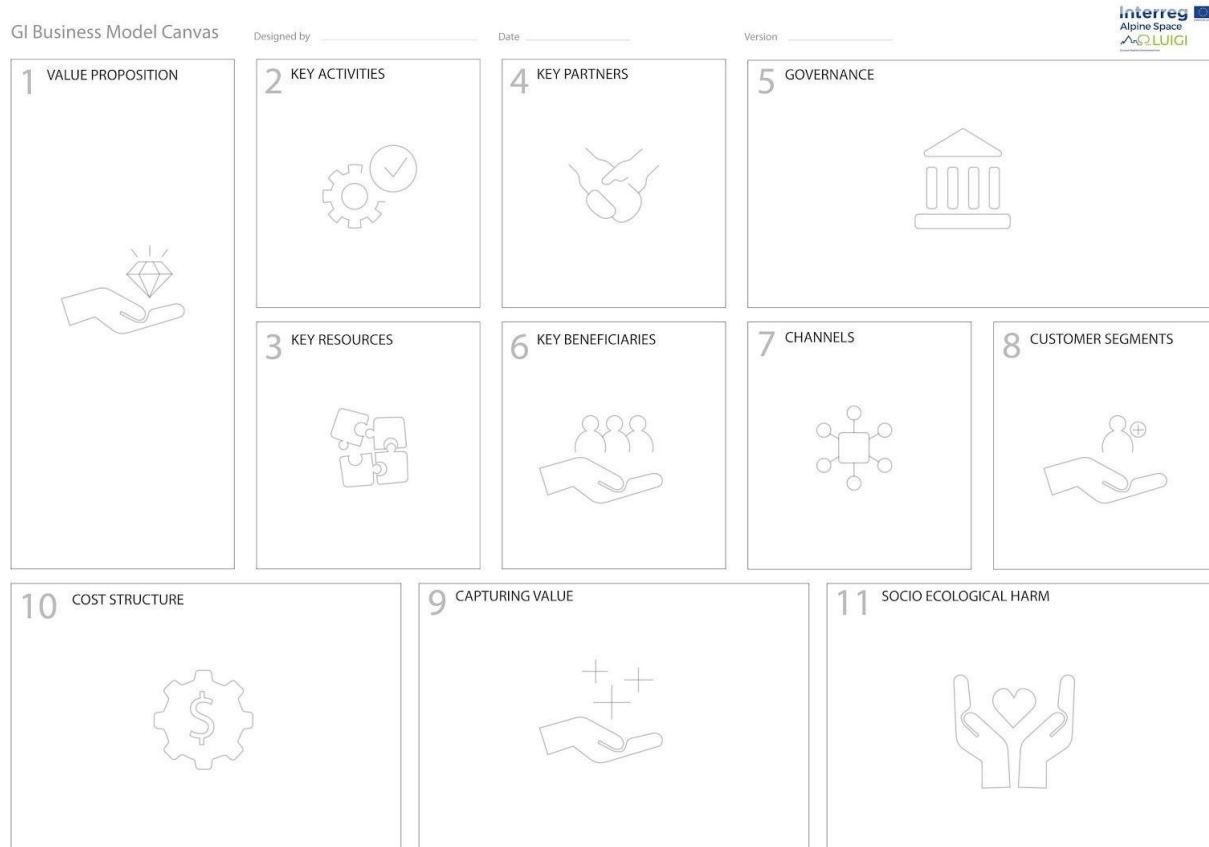 GI Business Model Canvas
Designed by
Date
Version
Interreg
Alpine Space
LUIGI
1 VALUE PROPOSITION
2 KEY ACTIVITIES
4 KEY PARTNERS
5 GOVERNANCE
3 KEY RESOURCES
6 KEY BENEFICIARIES
7 CHANNELS
8 CUSTOMER SEGMENTS
10 COST STRUCTURE
$
9 CAPTURING VALUE
11 SOCIO ECOLOGICAL HARM